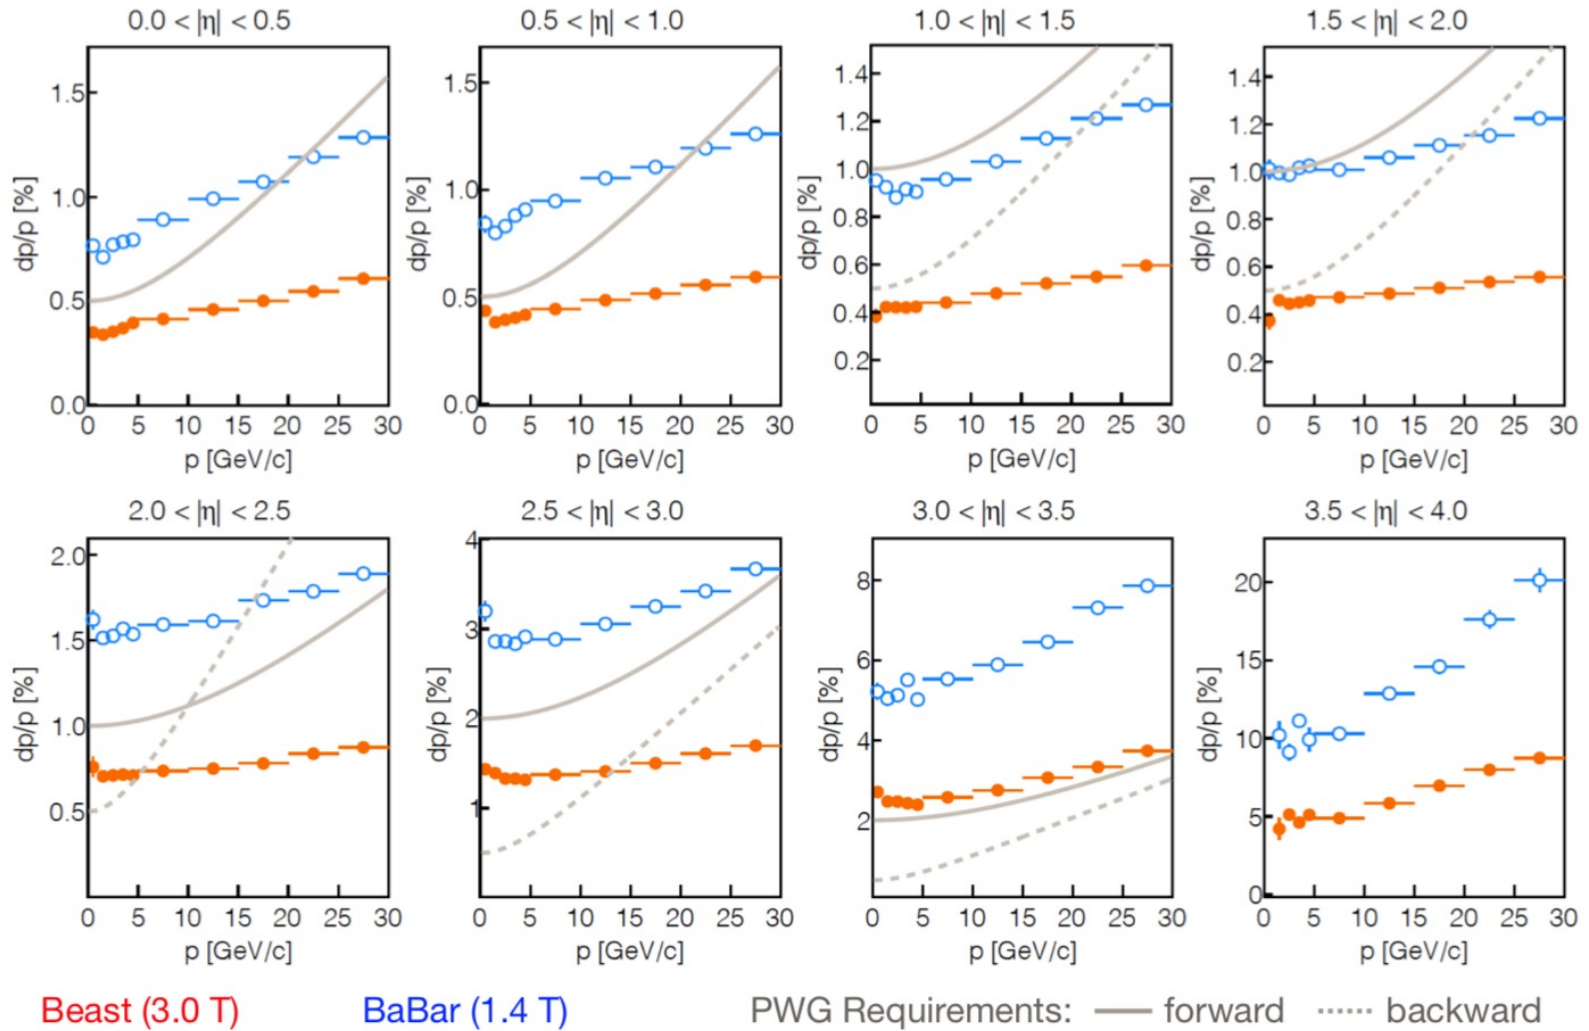 0.0 < |η| < 0.5
0.5 < |η| < 1.0
1.0 < |η| < 1.5
1.5 < |η| < 2.0
dp/p [%]
1.5
1.0
0.5
0.0
0 5 10 15 20 25 30
p [GeV/c]
dp/p [%]
1.5
1.0
0.5
0.0
0 5 10 15 20 25 30
p [GeV/c]
dp/p [%]
1.4
1.2
1.0
0.8
0.6
0.4
0.2
0 5 10 15 20 25 30
p [GeV/c]
dp/p [%]
1.4
1.2
1.0
0.8
0.6
0.4
0.2
0 5 10 15 20 25 30
p [GeV/c]
2.0 < |η| < 2.5
2.5 < |η| < 3.0
3.0 < |η| < 3.5
3.5 < |η| < 4.0
dp/p [%]
2.0
1.5
1.0
0.5
0 5 10 15 20 25 30
p [GeV/c]
dp/p [%]
4
3
2
1
0 5 10 15 20 25 30
p [GeV/c]
dp/p [%]
8
6
4
2
0 5 10 15 20 25 30
p [GeV/c]
dp/p [%]
20
15
10
5
0
0 5 10 15 20 25 30
p [GeV/c]
Beast (3.0 T)
BaBar (1.4 T)
PWG Requirements: forward backward